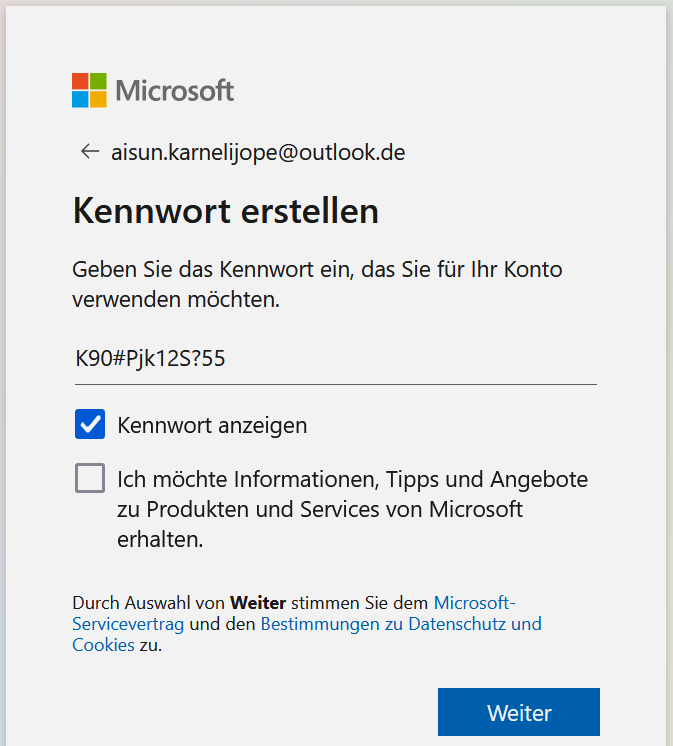 Microsoft
← aisun.karnelijope@outlook.de
Kennwort erstellen
Geben Sie das Kennwort ein, das Sie für Ihr Konto
verwenden möchten.
K90#Pjk12S?55
Kennwort anzeigen
Ich möchte Informationen, Tipps und Angebote
zu Produkten und Services von Microsoft
erhalten.
Durch Auswahl von Weiter stimmen Sie dem Microsoft-
Servicevertrag und den Bestimmungen zu Datenschutz und
Cookies zu.
Weiter